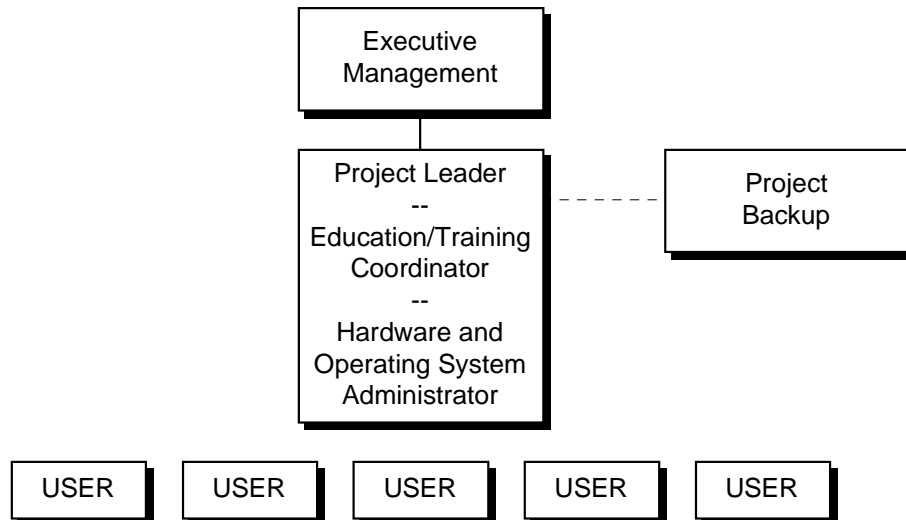 Executive
Management
Project Leader
--
Education/Training
Coordinator
--
Hardware and
Operating System
Administrator
Project
Backup
USER
USER
USER
USER
USER